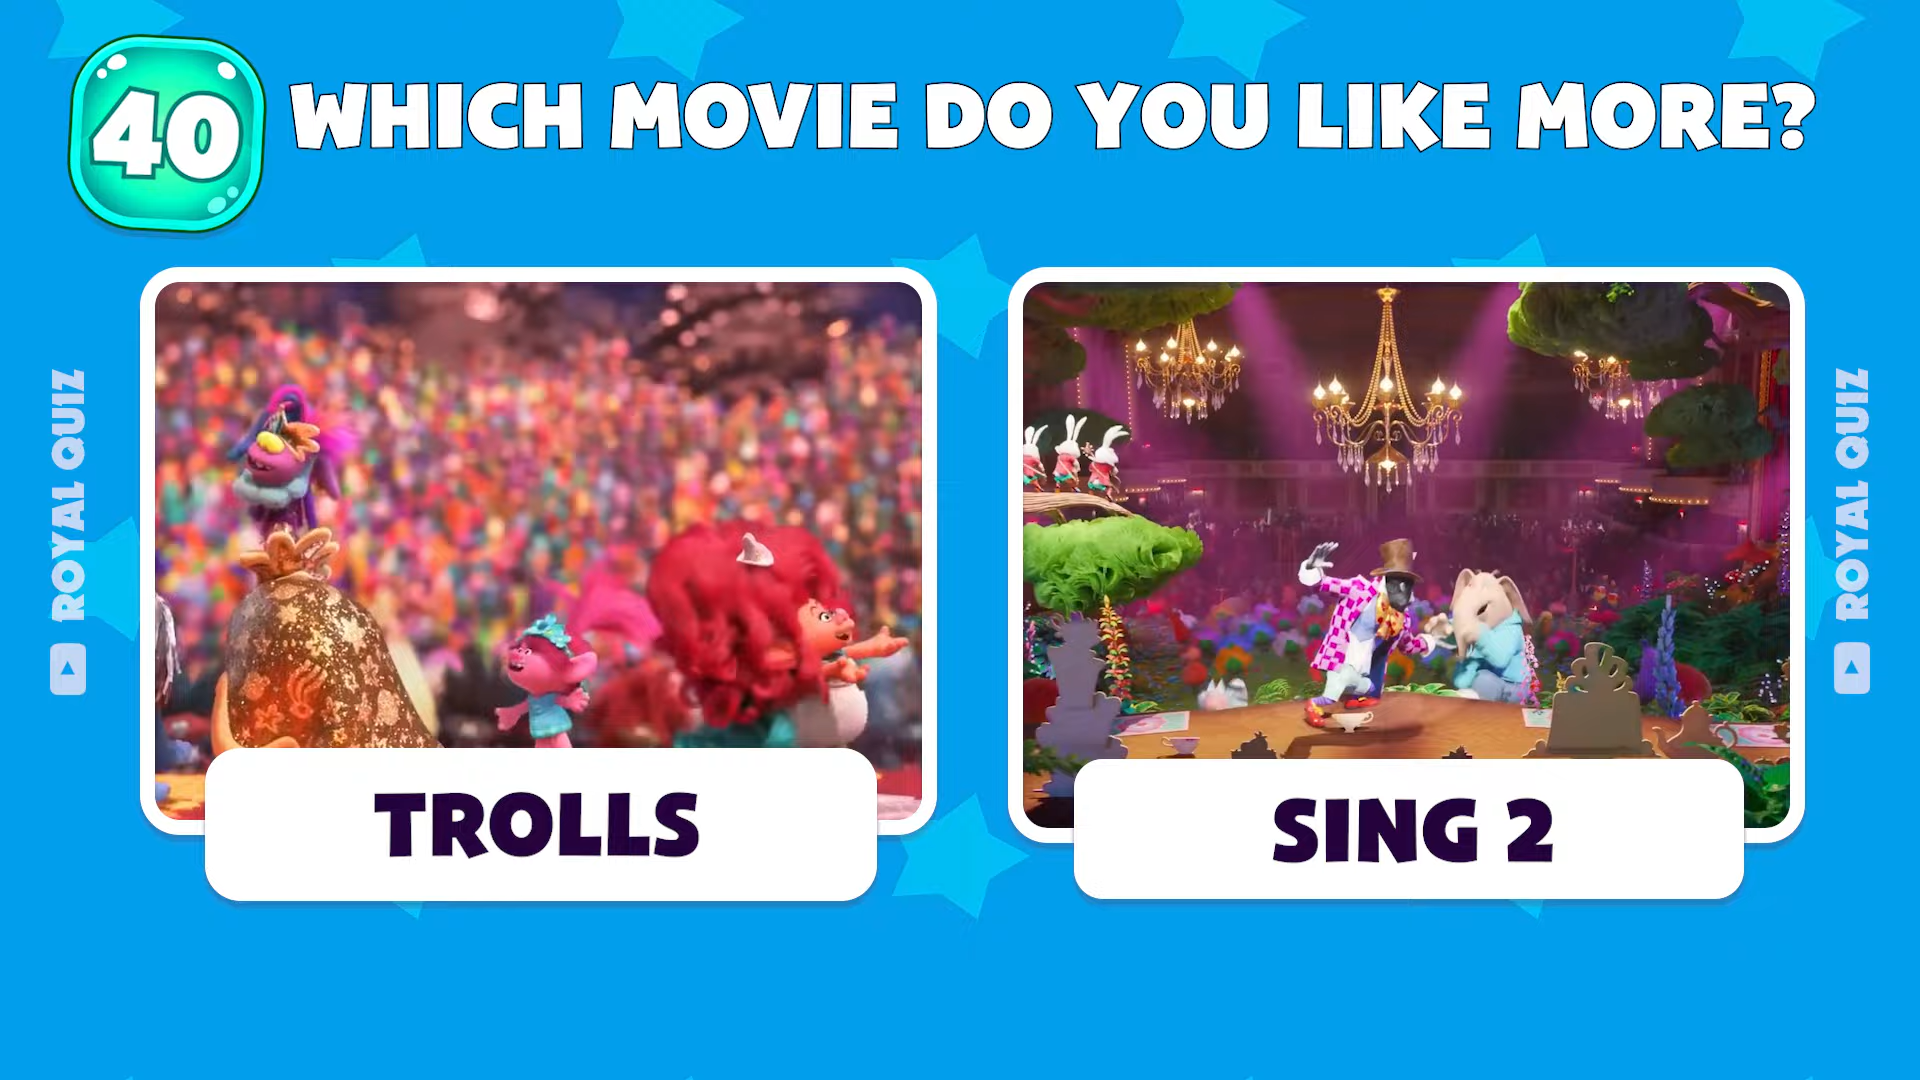 40
WHICH MOVIE DO YOU LIKE MORE?
ROYAL QUIZ
ROYAL QUIZ
TROLLS
SING 2